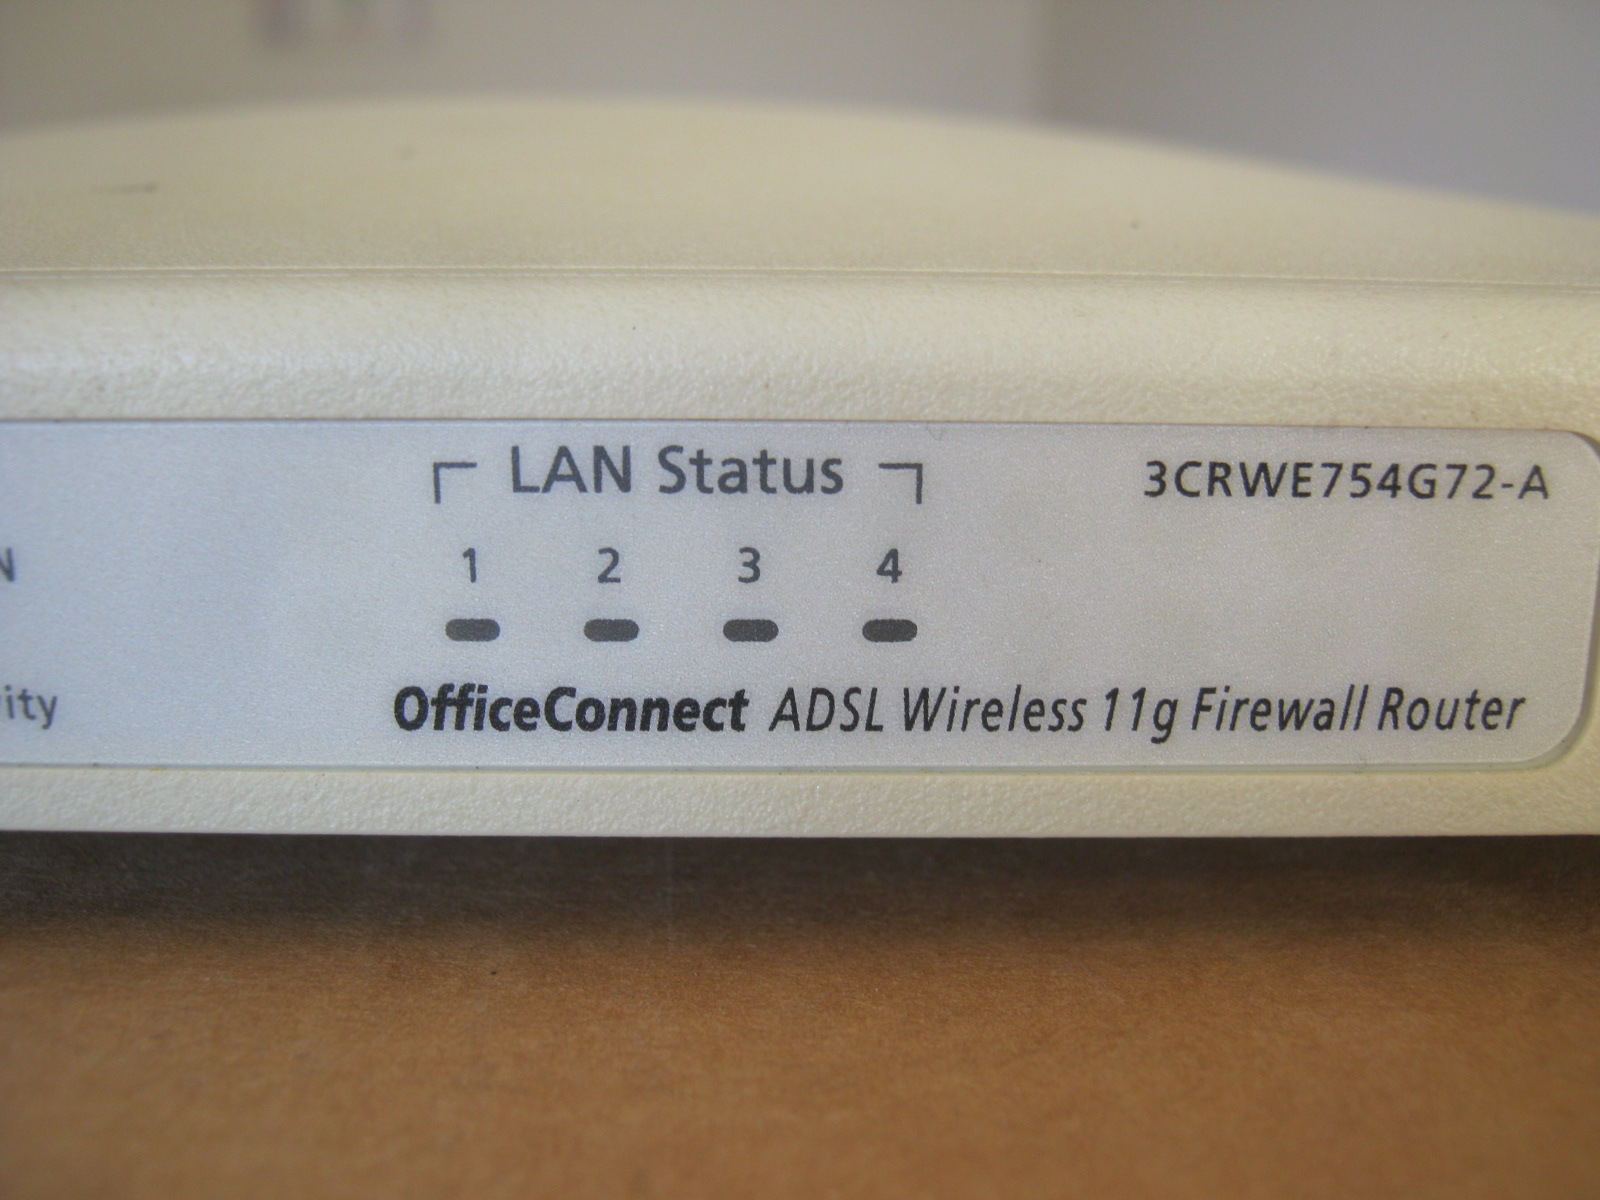 LAN Status
3CRWE754G72-A
1 2 3 4
OfficeConnect ADSL Wireless 11g Firewall Router